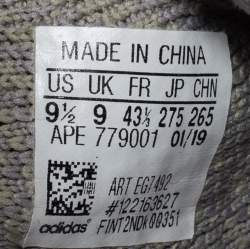 MADE IN CHINA
US UK FR JP CHN
9½ 9 43⅓ 275 265
APE 779001 01/19
ART EG7492
#122163627
FINT2NDK00351
adidas